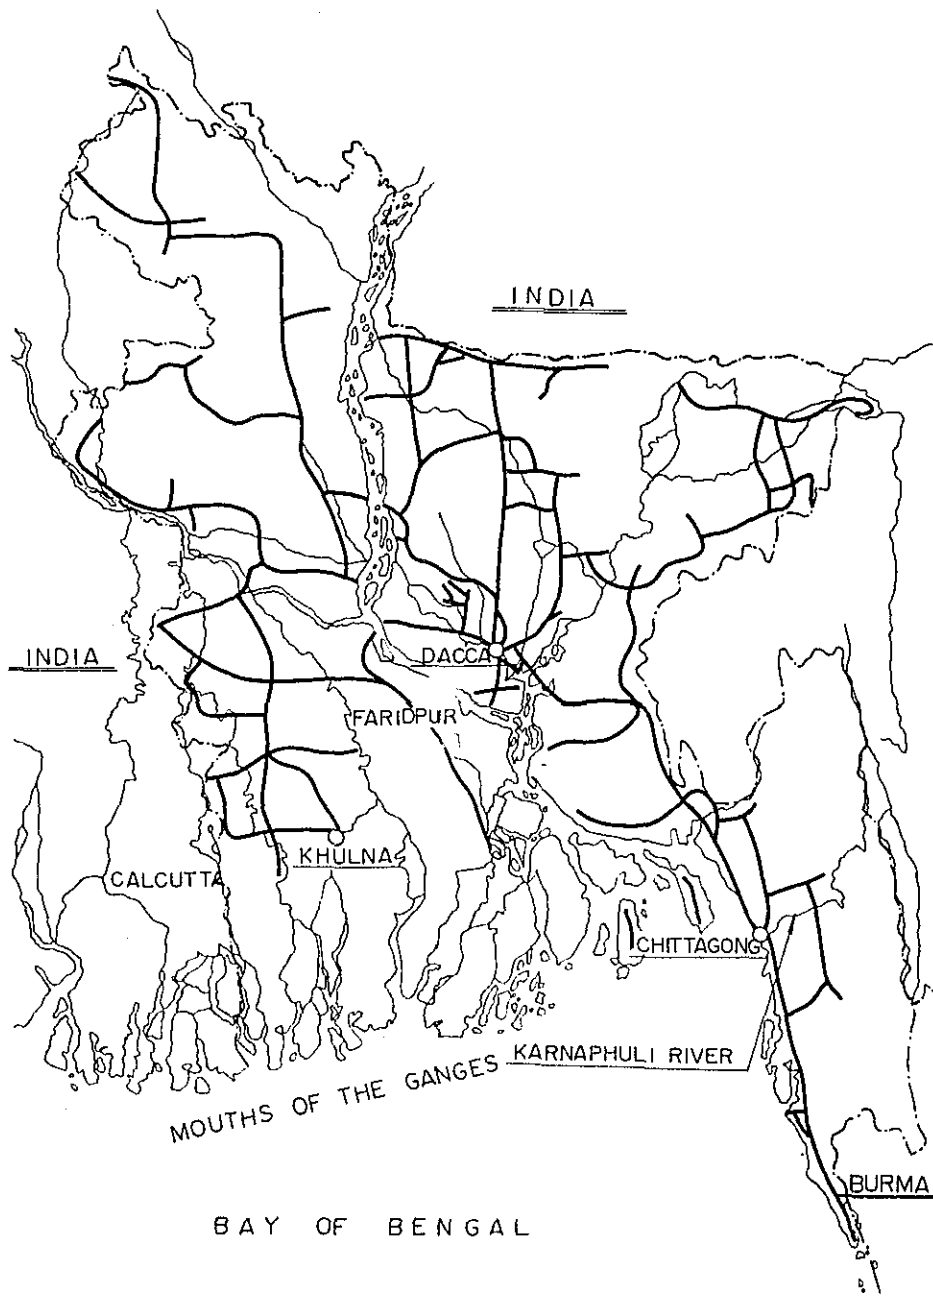 INDIA
INDIA
DACCA
FARIDPUR
KHULNA
CALCUTTA
CHITTAGONG
KARNAPHULI RIVER
MOUTHS OF THE GANGES
BURMA
BAY OF BENGAL